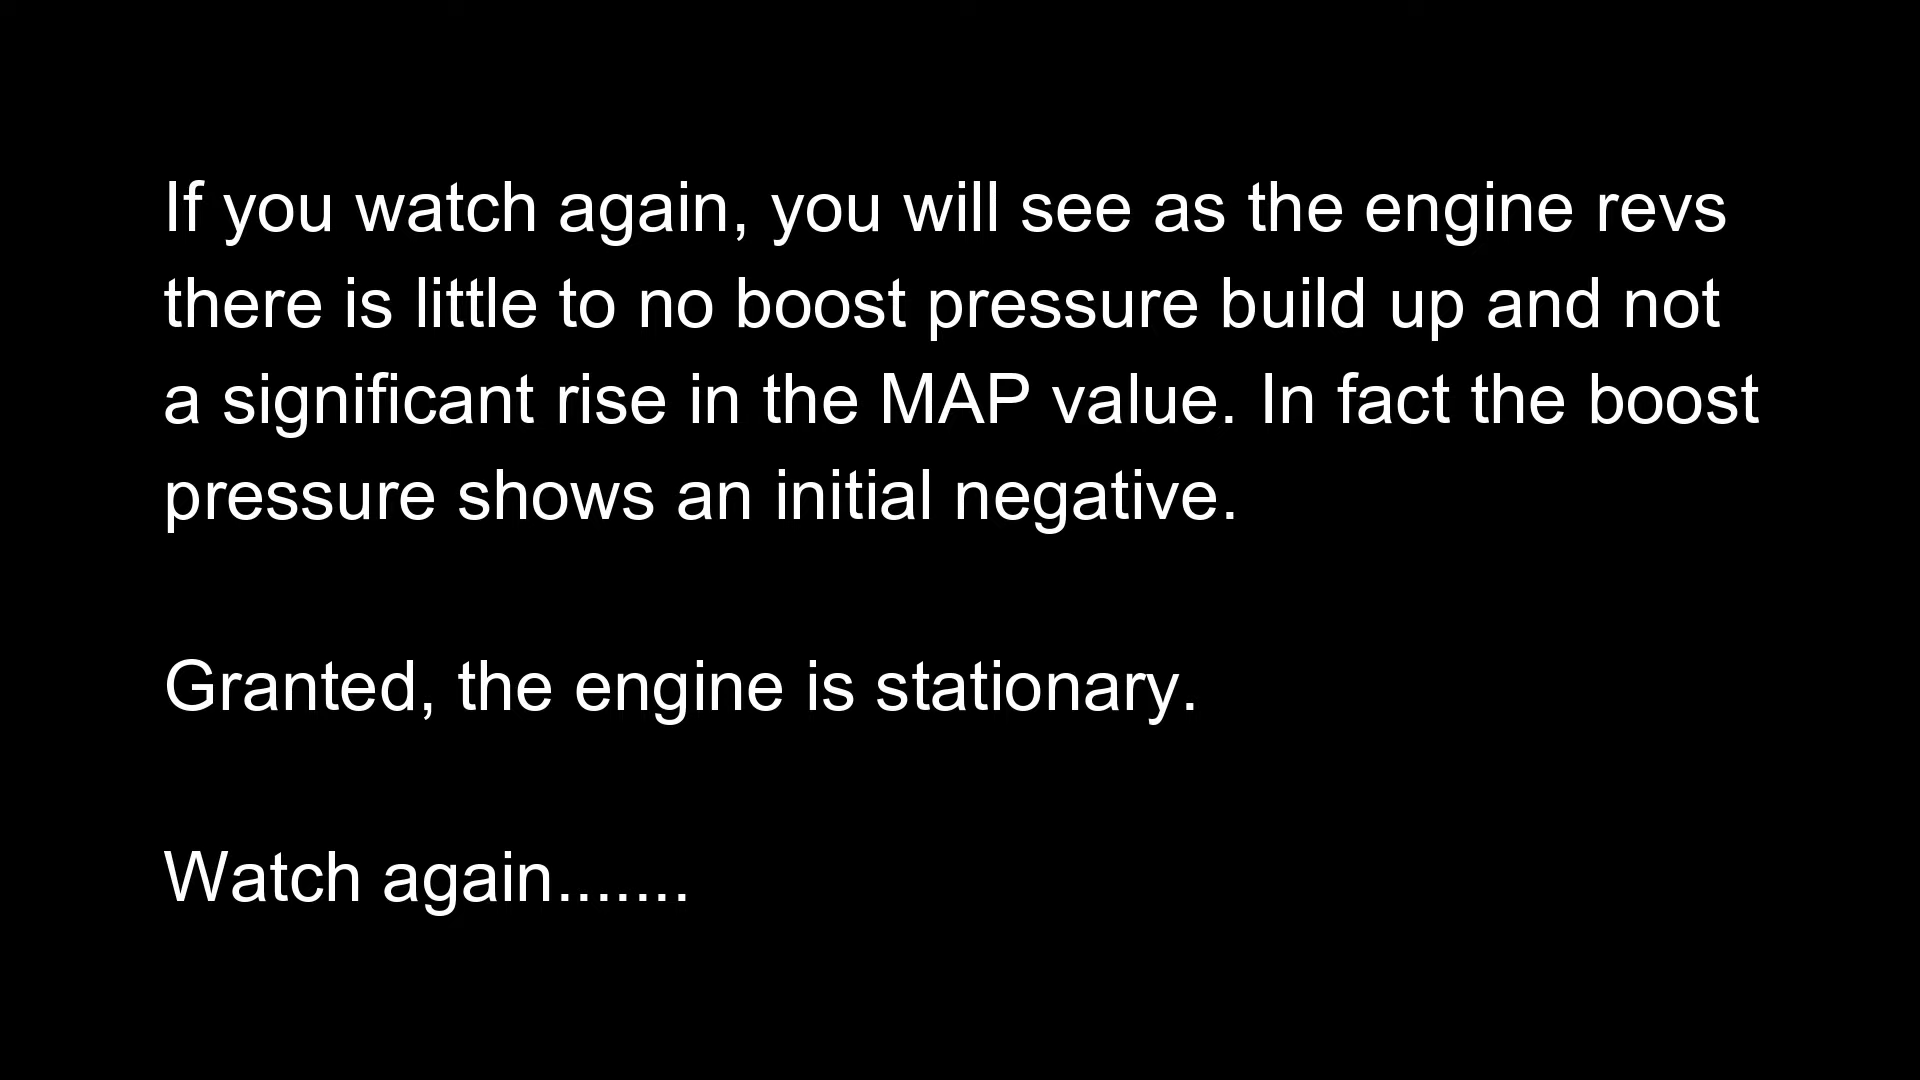 If you watch again, you will see as the engine revs
there is little to no boost pressure build up and not
a significant rise in the MAP value. In fact the boost
pressure shows an initial negative.
Granted, the engine is stationary.
Watch again.......